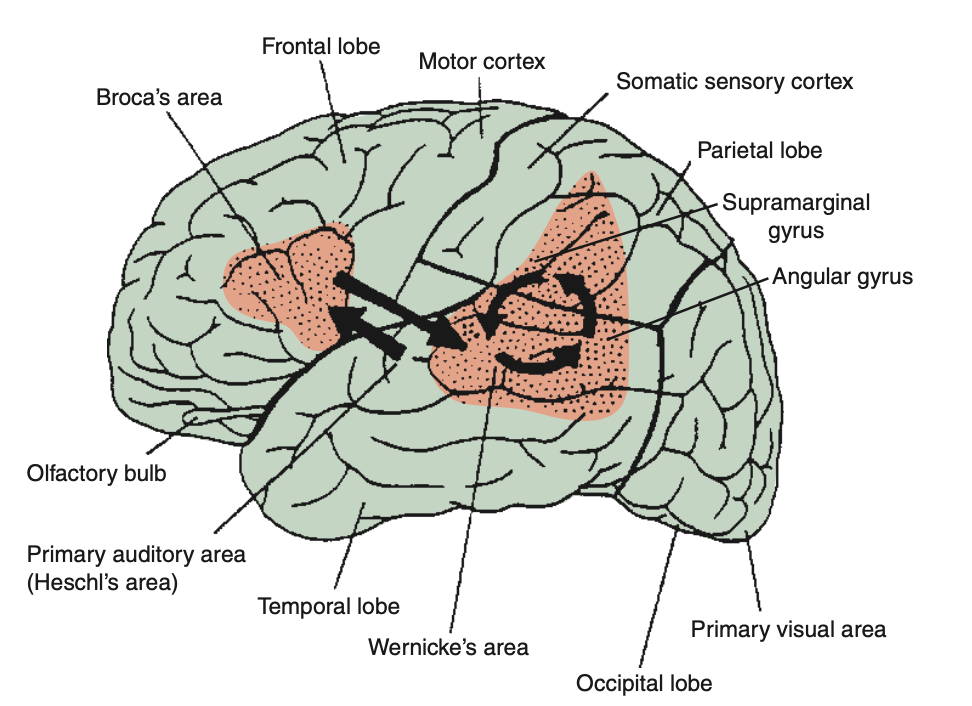 Frontal lobe
Motor cortex
Somatic sensory cortex
Broca's area
Parietal lobe
Supramarginal
gyrus
Angular gyrus
Olfactory bulb
Primary auditory area
(Heschl's area)
Temporal lobe
Wernicke's area
Primary visual area
Occipital lobe